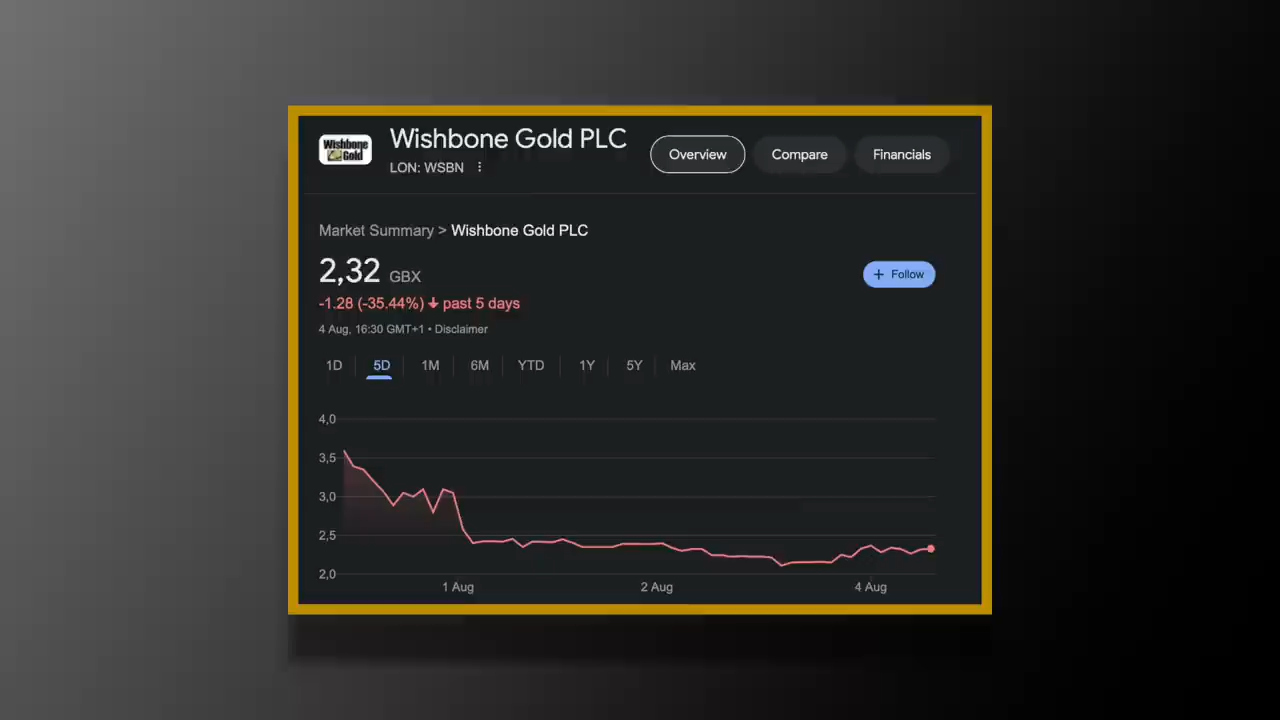 Wishbone Gold
Wishbone Gold PLC
LON: WSBN
Overview
Compare
Financials
Market Summary > Wishbone Gold PLC
2,32 GBX
+ Follow
-1.28 (-35.44%) ↓ past 5 days
4 Aug, 16:30 GMT+1 • Disclaimer
1D 5D 1M 6M YTD 1Y 5Y Max
4,0
3,5
3,0
2,5
2,0
1 Aug 2 Aug 4 Aug